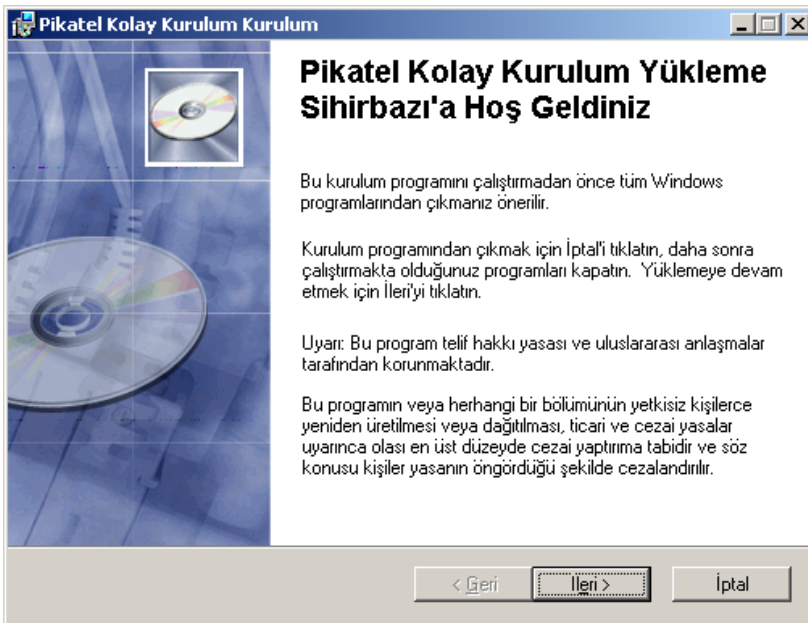 Pikatel Kolay Kurulum Kurulum
Pikatel Kolay Kurulum Yükleme
Sihirbazı'a Hoş Geldiniz
Bu kurulum programını çalıştırmadan önce tüm Windows
programlarından çıkmanız önerilir.
Kurulum programından çıkmak için İptal'i tıklatın, daha sonra
çalıştırmakta olduğunuz programları kapatın.  Yüklemeye devam
etmek için İleri'yi tıklatın.
Uyarı: Bu program telif hakkı yasası ve uluslararası anlaşmalar
tarafından korunmaktadır.
Bu programın veya herhangi bir bölümünün yetkisiz kişilerce
yeniden üretilmesi veya dağıtılması, ticari ve cezai yasalar
uyarınca olası en üst düzeyde cezai yaptırıma tabidir ve söz
konusu kişiler yasanın öngördüğü şekilde cezalandırılır.
< Geri
İleri >
İptal